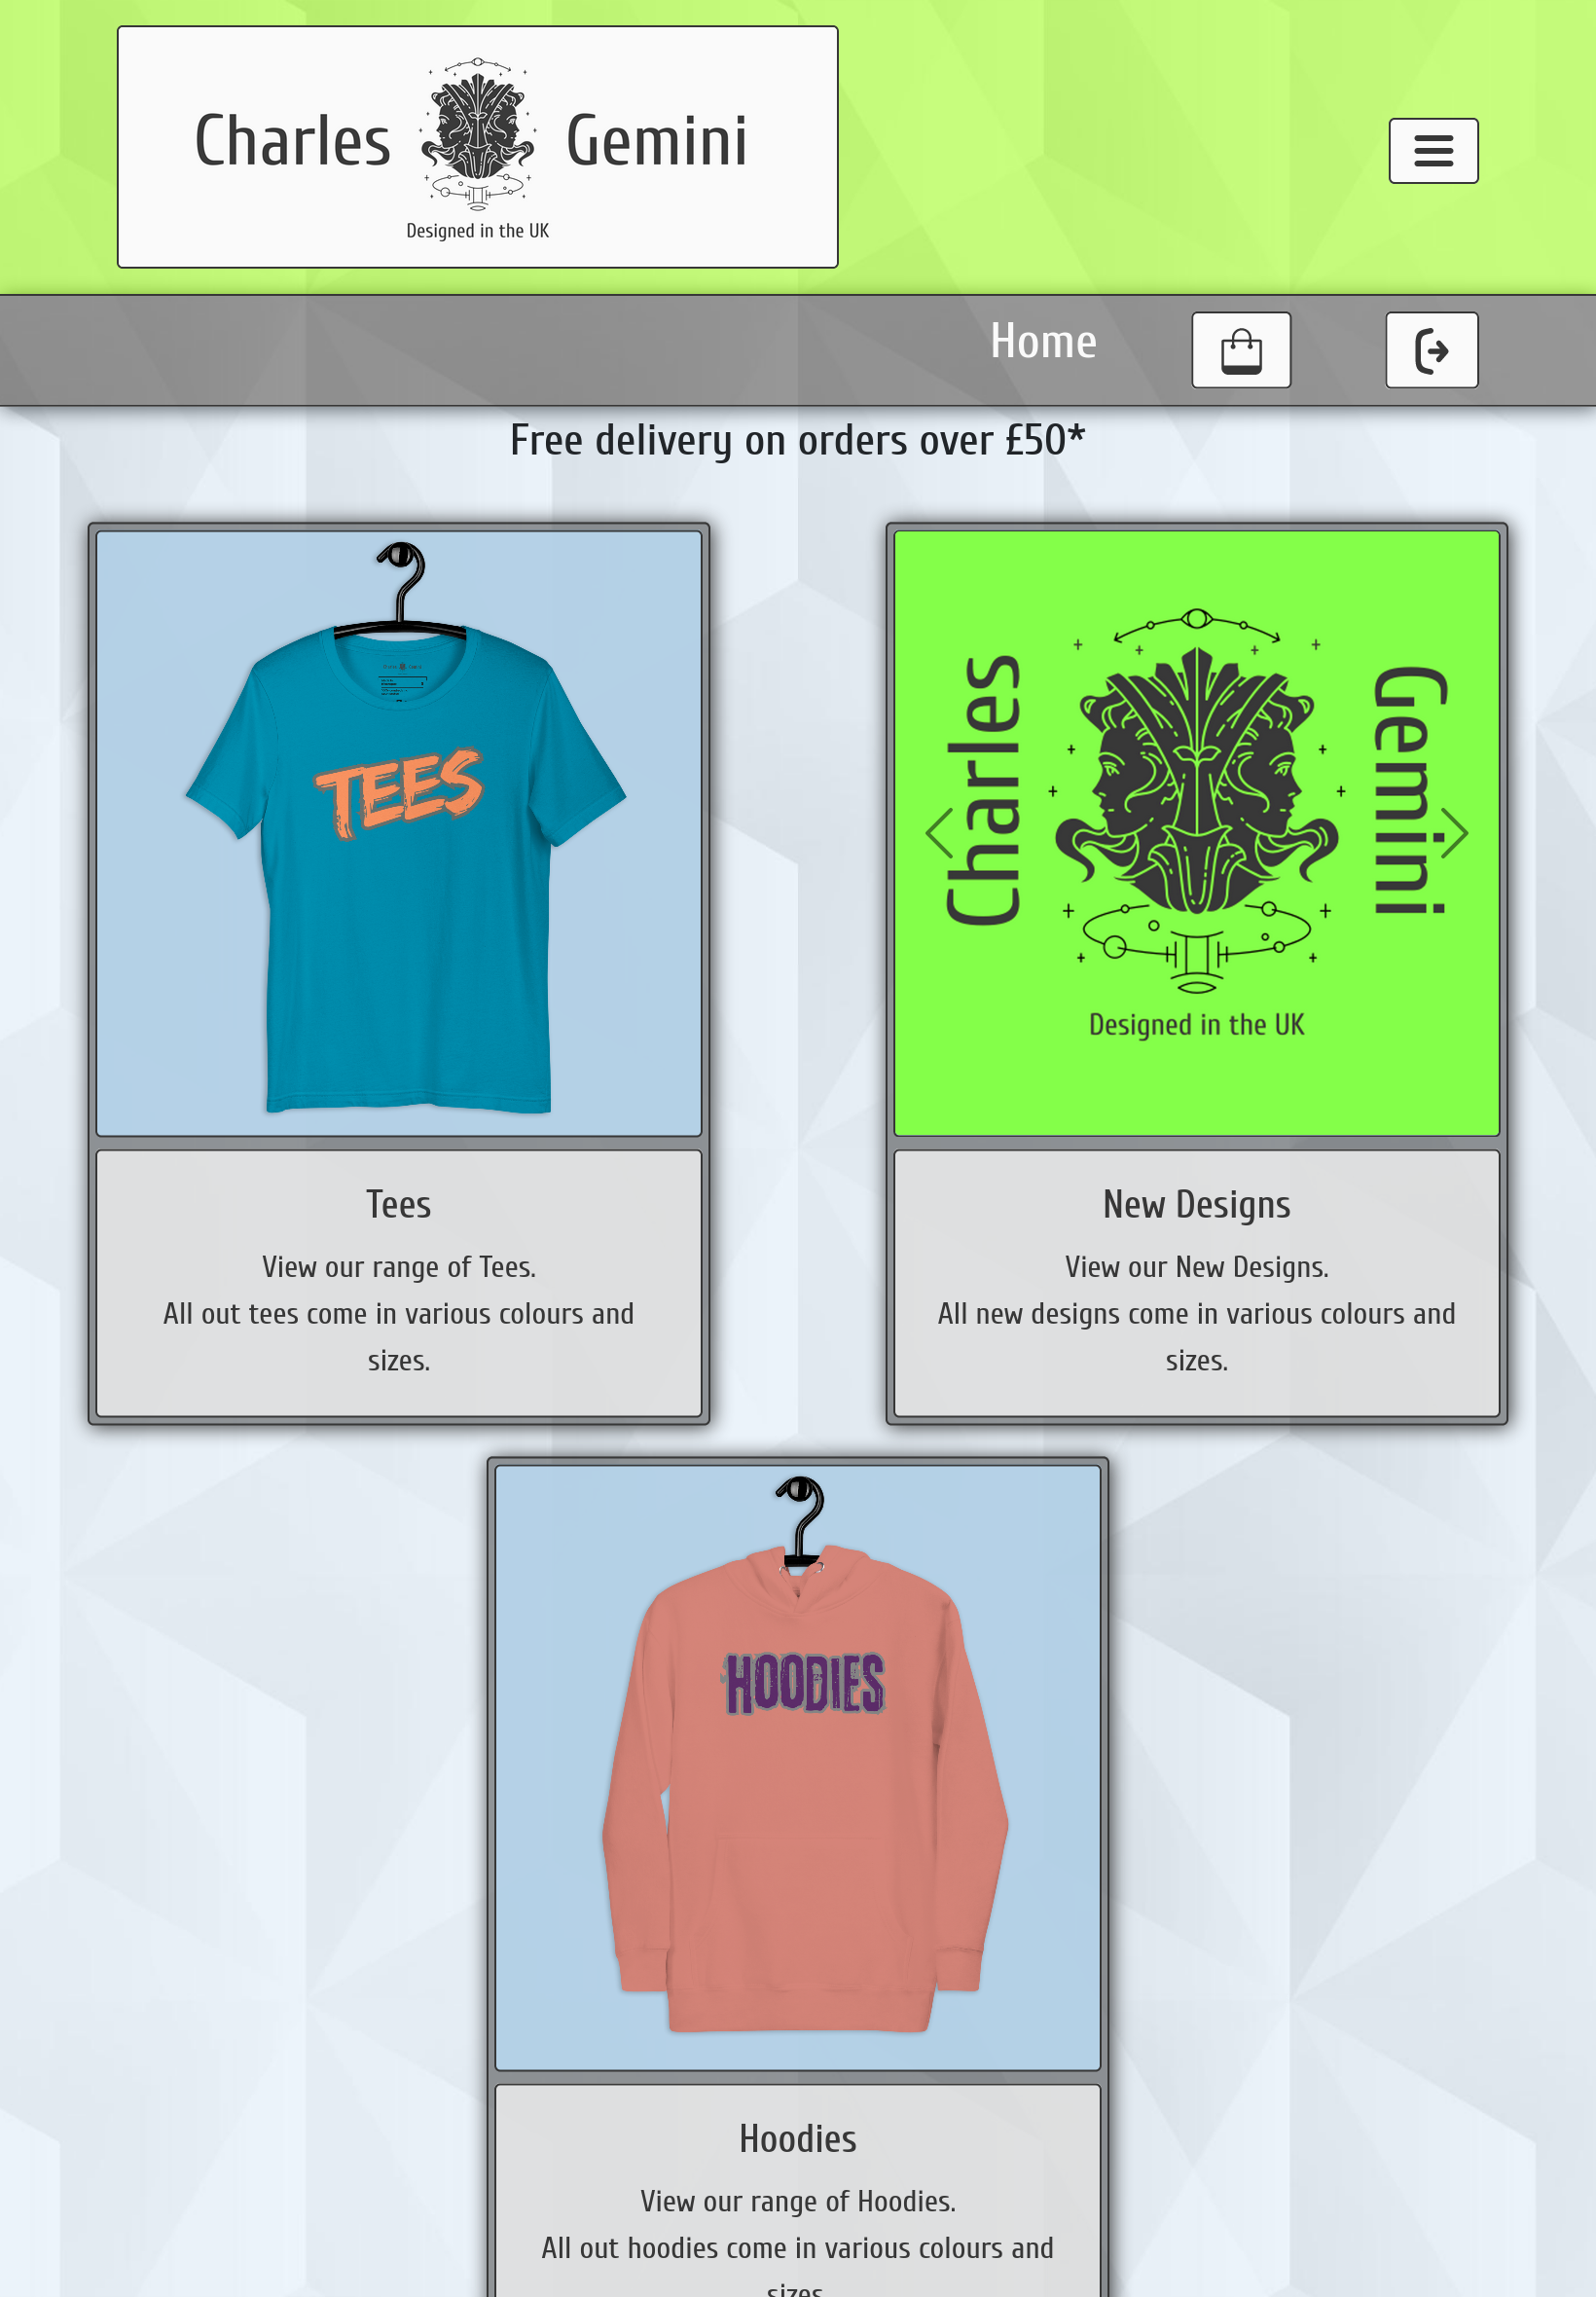 Charles Gemini
Designed in the UK
Home
Free delivery on orders over £50*
TEES
Tees
View our range of Tees.
All out tees come in various colours and
sizes.
Charles
Gemini
Designed in the UK
New Designs
View our New Designs.
All new designs come in various colours and
sizes.
HOODIES
Hoodies
View our range of Hoodies.
All out hoodies come in various colours and
sizes.